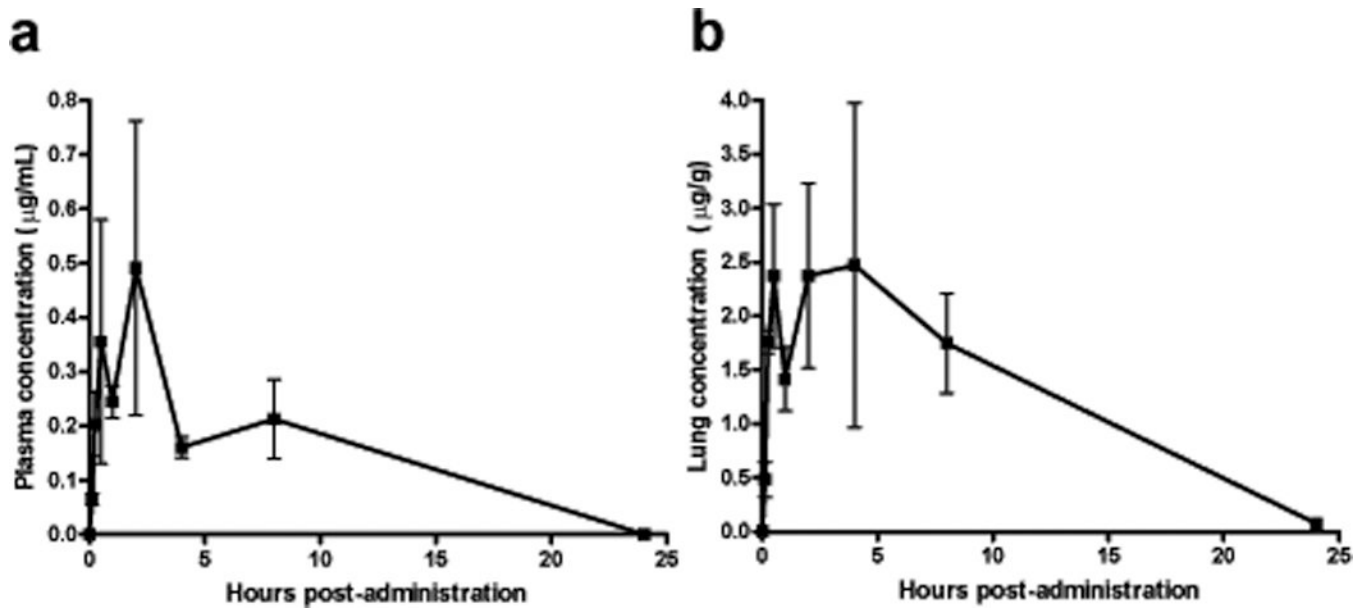 a
0.8
0.7
0.6
0.5
0.4
0.3
0.2
0.1
0.0
Plasma concentration (μg/mL)
0 5 10 15 20 25
Hours post-administration
b
4.0
3.5
3.0
2.5
2.0
1.5
1.0
0.5
0.0
Lung concentration (μg/g)
0 5 10 15 20 25
Hours post-administration